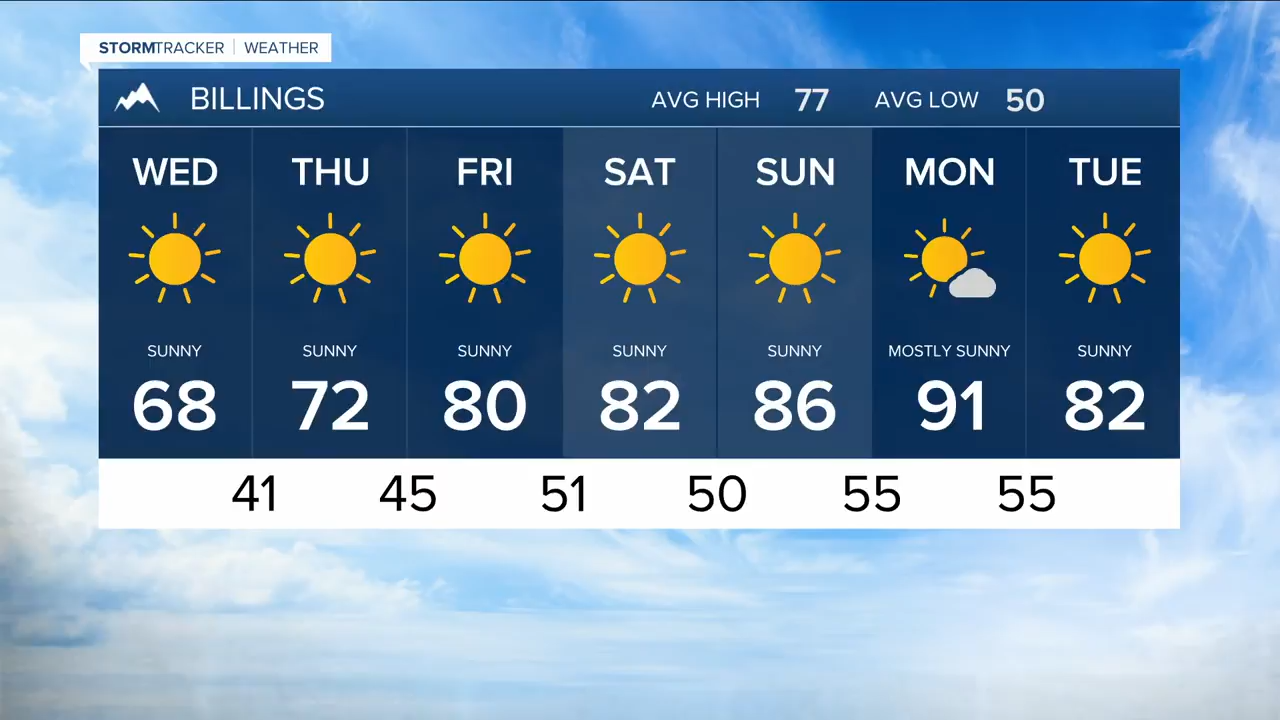 STORMTRACKER | WEATHER
BILLINGS AVG HIGH 77 AVG LOW 50
WED THU FRI SAT SUN MON TUE
SUNNY SUNNY SUNNY SUNNY SUNNY MOSTLY SUNNY SUNNY
68 72 80 82 86 91 82
41 45 51 50 55 55